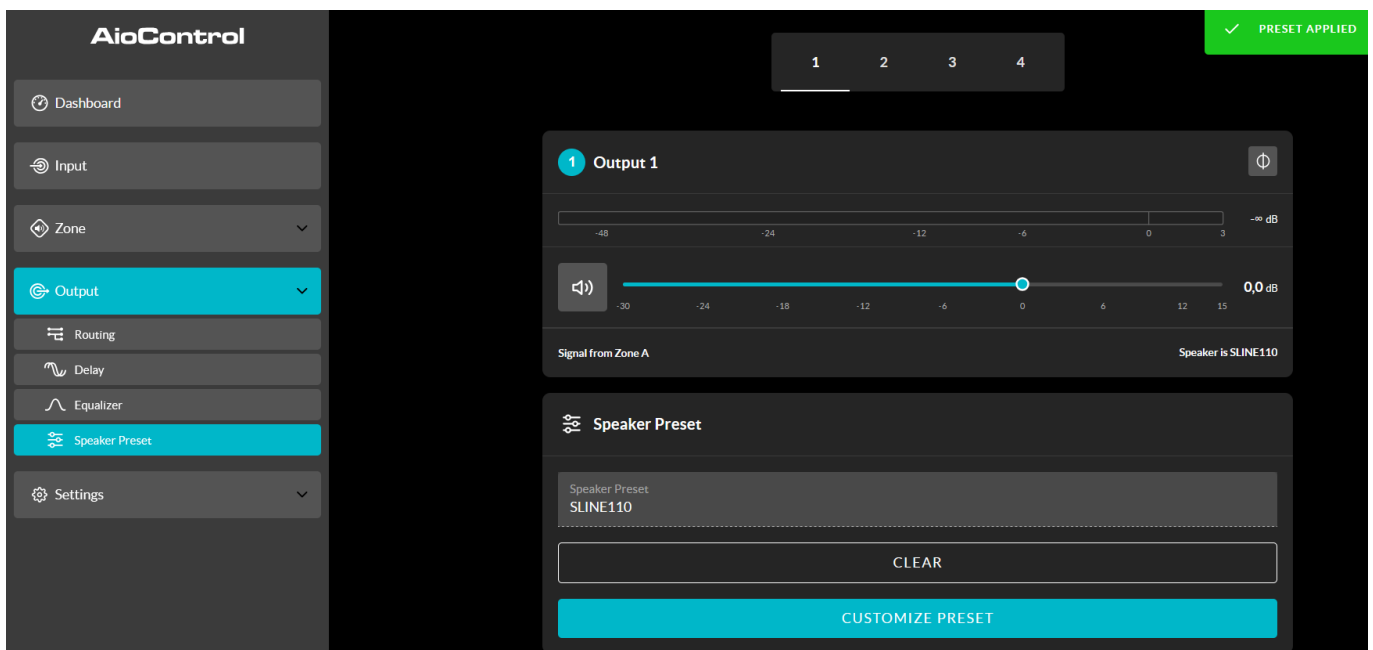 AioControl
Dashboard
Input
Zone
Output
Routing
Delay
Equalizer
Speaker Preset
Settings
PRESET APPLIED
1 2 3 4
1 Output 1
-∞ dB
-48 -24 -12 -6 0 3
0,0 dB
-30 -24 -18 -12 -6 0 6 12 15
Signal from Zone A Speaker is SLINE110
Speaker Preset
Speaker Preset
SLINE110
CLEAR
CUSTOMIZE PRESET